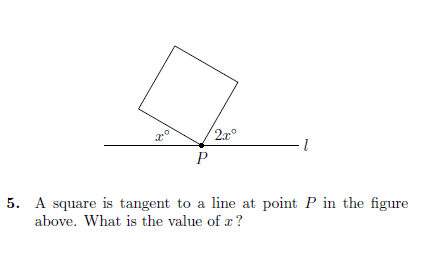 x° 2x°
l
P
5. A square is tangent to a line at point P in the figure
above. What is the value of x ?